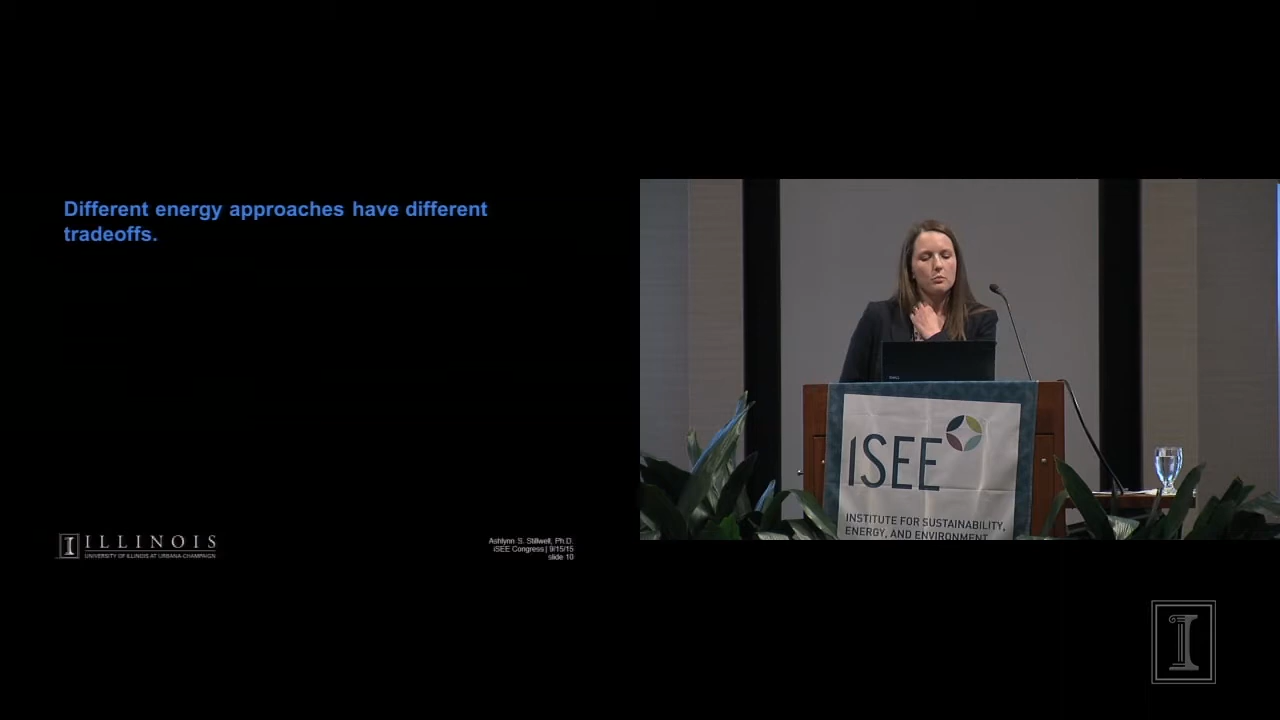 Different energy approaches have different
tradeoffs.
ILLINOIS
UNIVERSITY OF ILLINOIS AT URBANA-CHAMPAIGN
Ashlynn S. Stillwell, Ph.D.
iSEE Congress | 9/15/15
slide 10
DELL
iSEE
INSTITUTE FOR SUSTAINABILITY,
ENERGY, AND ENVIRONMENT
I